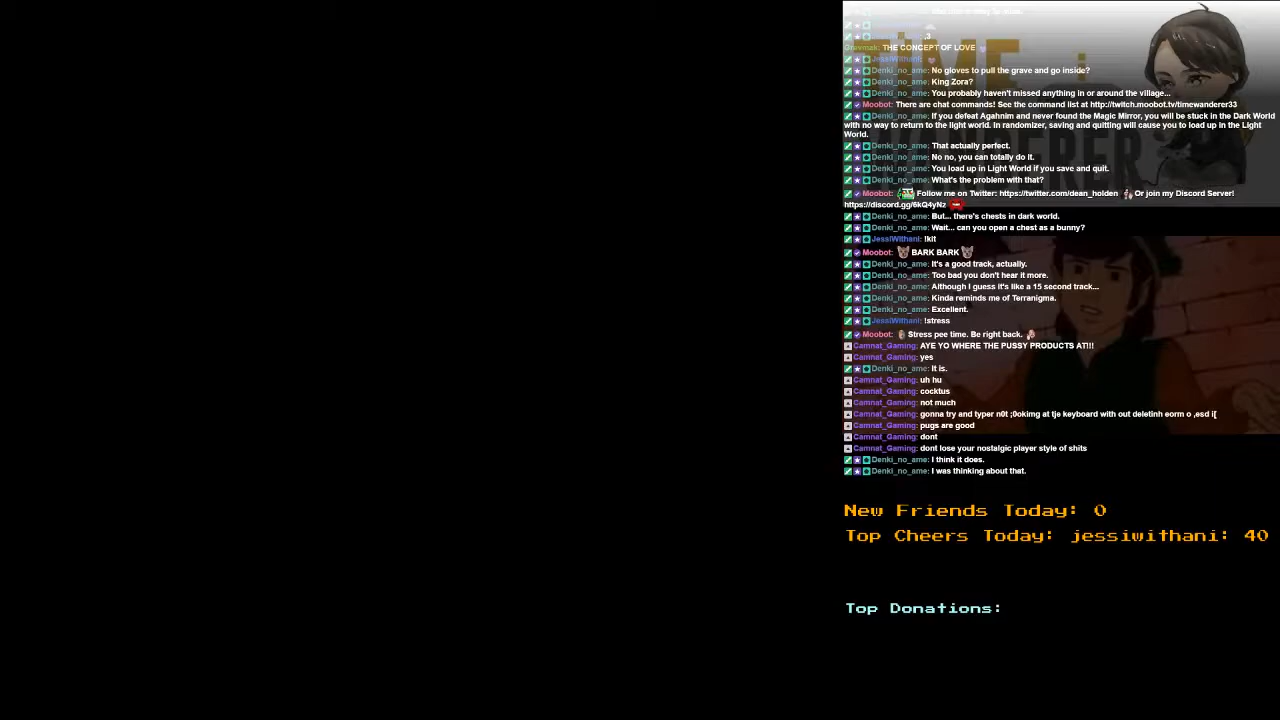 ,3
Drevmak: THE CONCEPT OF LOVE
JessiWithani:
Denki_no_ame: No gloves to pull the grave and go inside?
Denki_no_ame: King Zora?
Denki_no_ame: You probably haven't missed anything in or around the village...
Moobot: There are chat commands! See the command list at http://twitch.moobot.tv/timewanderer33
Denki_no_ame: If you defeat Agahnim and never found the Magic Mirror, you will be stuck in the Dark World
with no way to return to the light world. In randomizer, saving and quitting will cause you to load up in the Light
World.
Denki_no_ame: That actually perfect.
Denki_no_ame: No no, you can totally do it.
Denki_no_ame: You load up in Light World if you save and quit.
Denki_no_ame: What's the problem with that?
Moobot: Follow me on Twitter: https://twitter.com/dean_holden Or join my Discord Server!
https://discord.gg/6kQ4yNz
Denki_no_ame: But... there's chests in dark world.
Denki_no_ame: Wait... can you open a chest as a bunny?
JessiWithani: !kit
Moobot: BARK BARK
Denki_no_ame: It's a good track, actually.
Denki_no_ame: Too bad you don't hear it more.
Denki_no_ame: Although I guess it's like a 15 second track...
Denki_no_ame: Kinda reminds me of Terranigma.
Denki_no_ame: Excellent.
JessiWithani: !stress
Moobot: Stress pee time. Be right back.
Camnat_Gaming: AYE YO WHERE THE PUSSY PRODUCTS AT!!!
Camnat_Gaming: yes
Denki_no_ame: It is.
Camnat_Gaming: uh hu
Camnat_Gaming: cocktus
Camnat_Gaming: not much
Camnat_Gaming: gonna try and typer n0t ;0oking at tje keyboard with out deletinh eorm o ,esd i[
Camnat_Gaming: pugs are good
Camnat_Gaming: dont
Camnat_Gaming: dont lose your nostalgic player style of shits
Denki_no_ame: I think it does.
Denki_no_ame: I was thinking about that.
TIME
WANDERER
New Friends Today: 0
Top Cheers Today: jessiwithani: 40
Top Donations: